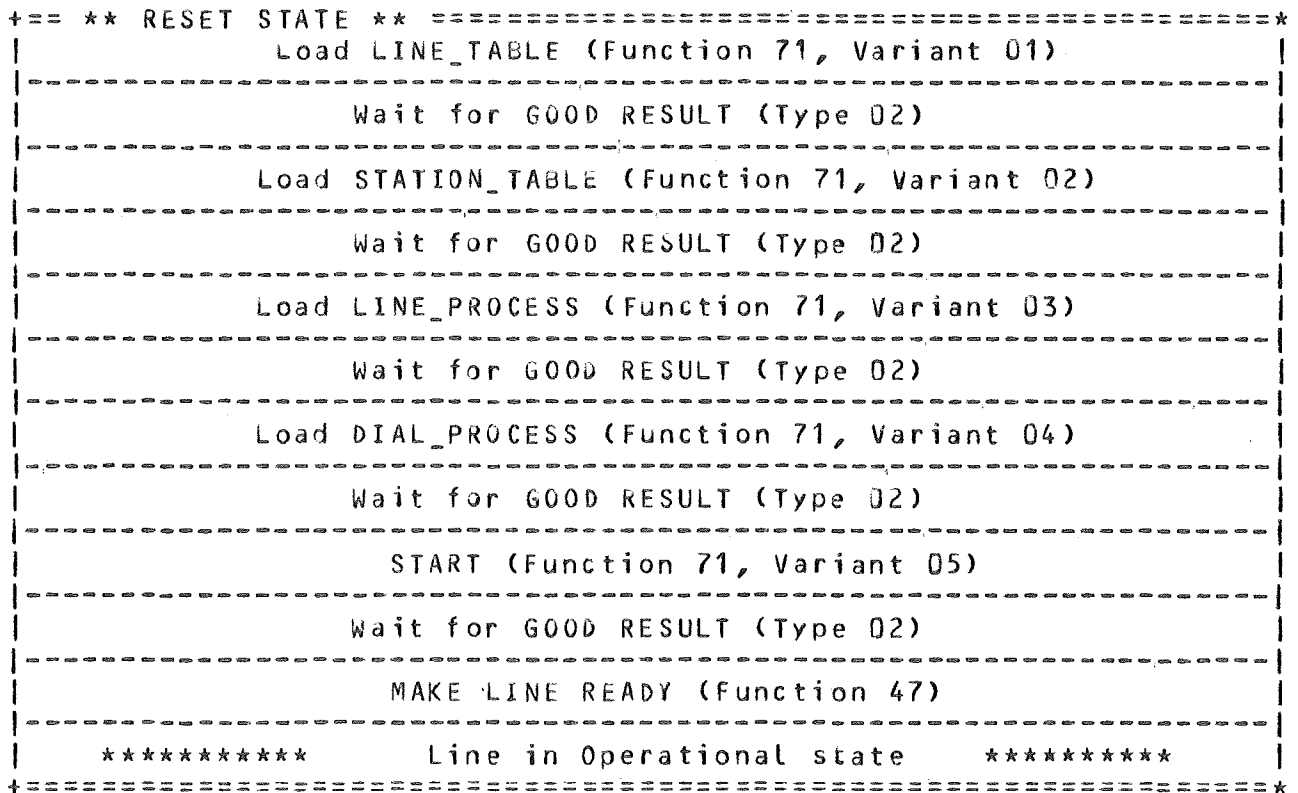 +== ** RESET STATE ** ================================================*
| Load LINE_TABLE (Function 71, Variant 01) |
|----------------------------------------------------------------------|
| Wait for GOOD RESULT (Type 02) |
|----------------------------------------------------------------------|
| Load STATION_TABLE (Function 71, Variant 02) |
|----------------------------------------------------------------------|
| Wait for GOOD RESULT (Type 02) |
|----------------------------------------------------------------------|
| Load LINE_PROCESS (Function 71, Variant 03) |
|----------------------------------------------------------------------|
| Wait for GOOD RESULT (Type 02) |
|----------------------------------------------------------------------|
| Load DIAL_PROCESS (Function 71, Variant 04) |
|----------------------------------------------------------------------|
| Wait for GOOD RESULT (Type 02) |
|----------------------------------------------------------------------|
| START (Function 71, Variant 05) |
|----------------------------------------------------------------------|
| Wait for GOOD RESULT (Type 02) |
|----------------------------------------------------------------------|
| MAKE LINE READY (Function 47) |
|----------------------------------------------------------------------|
| *********** Line in Operational state ********** |
+======================================================================*